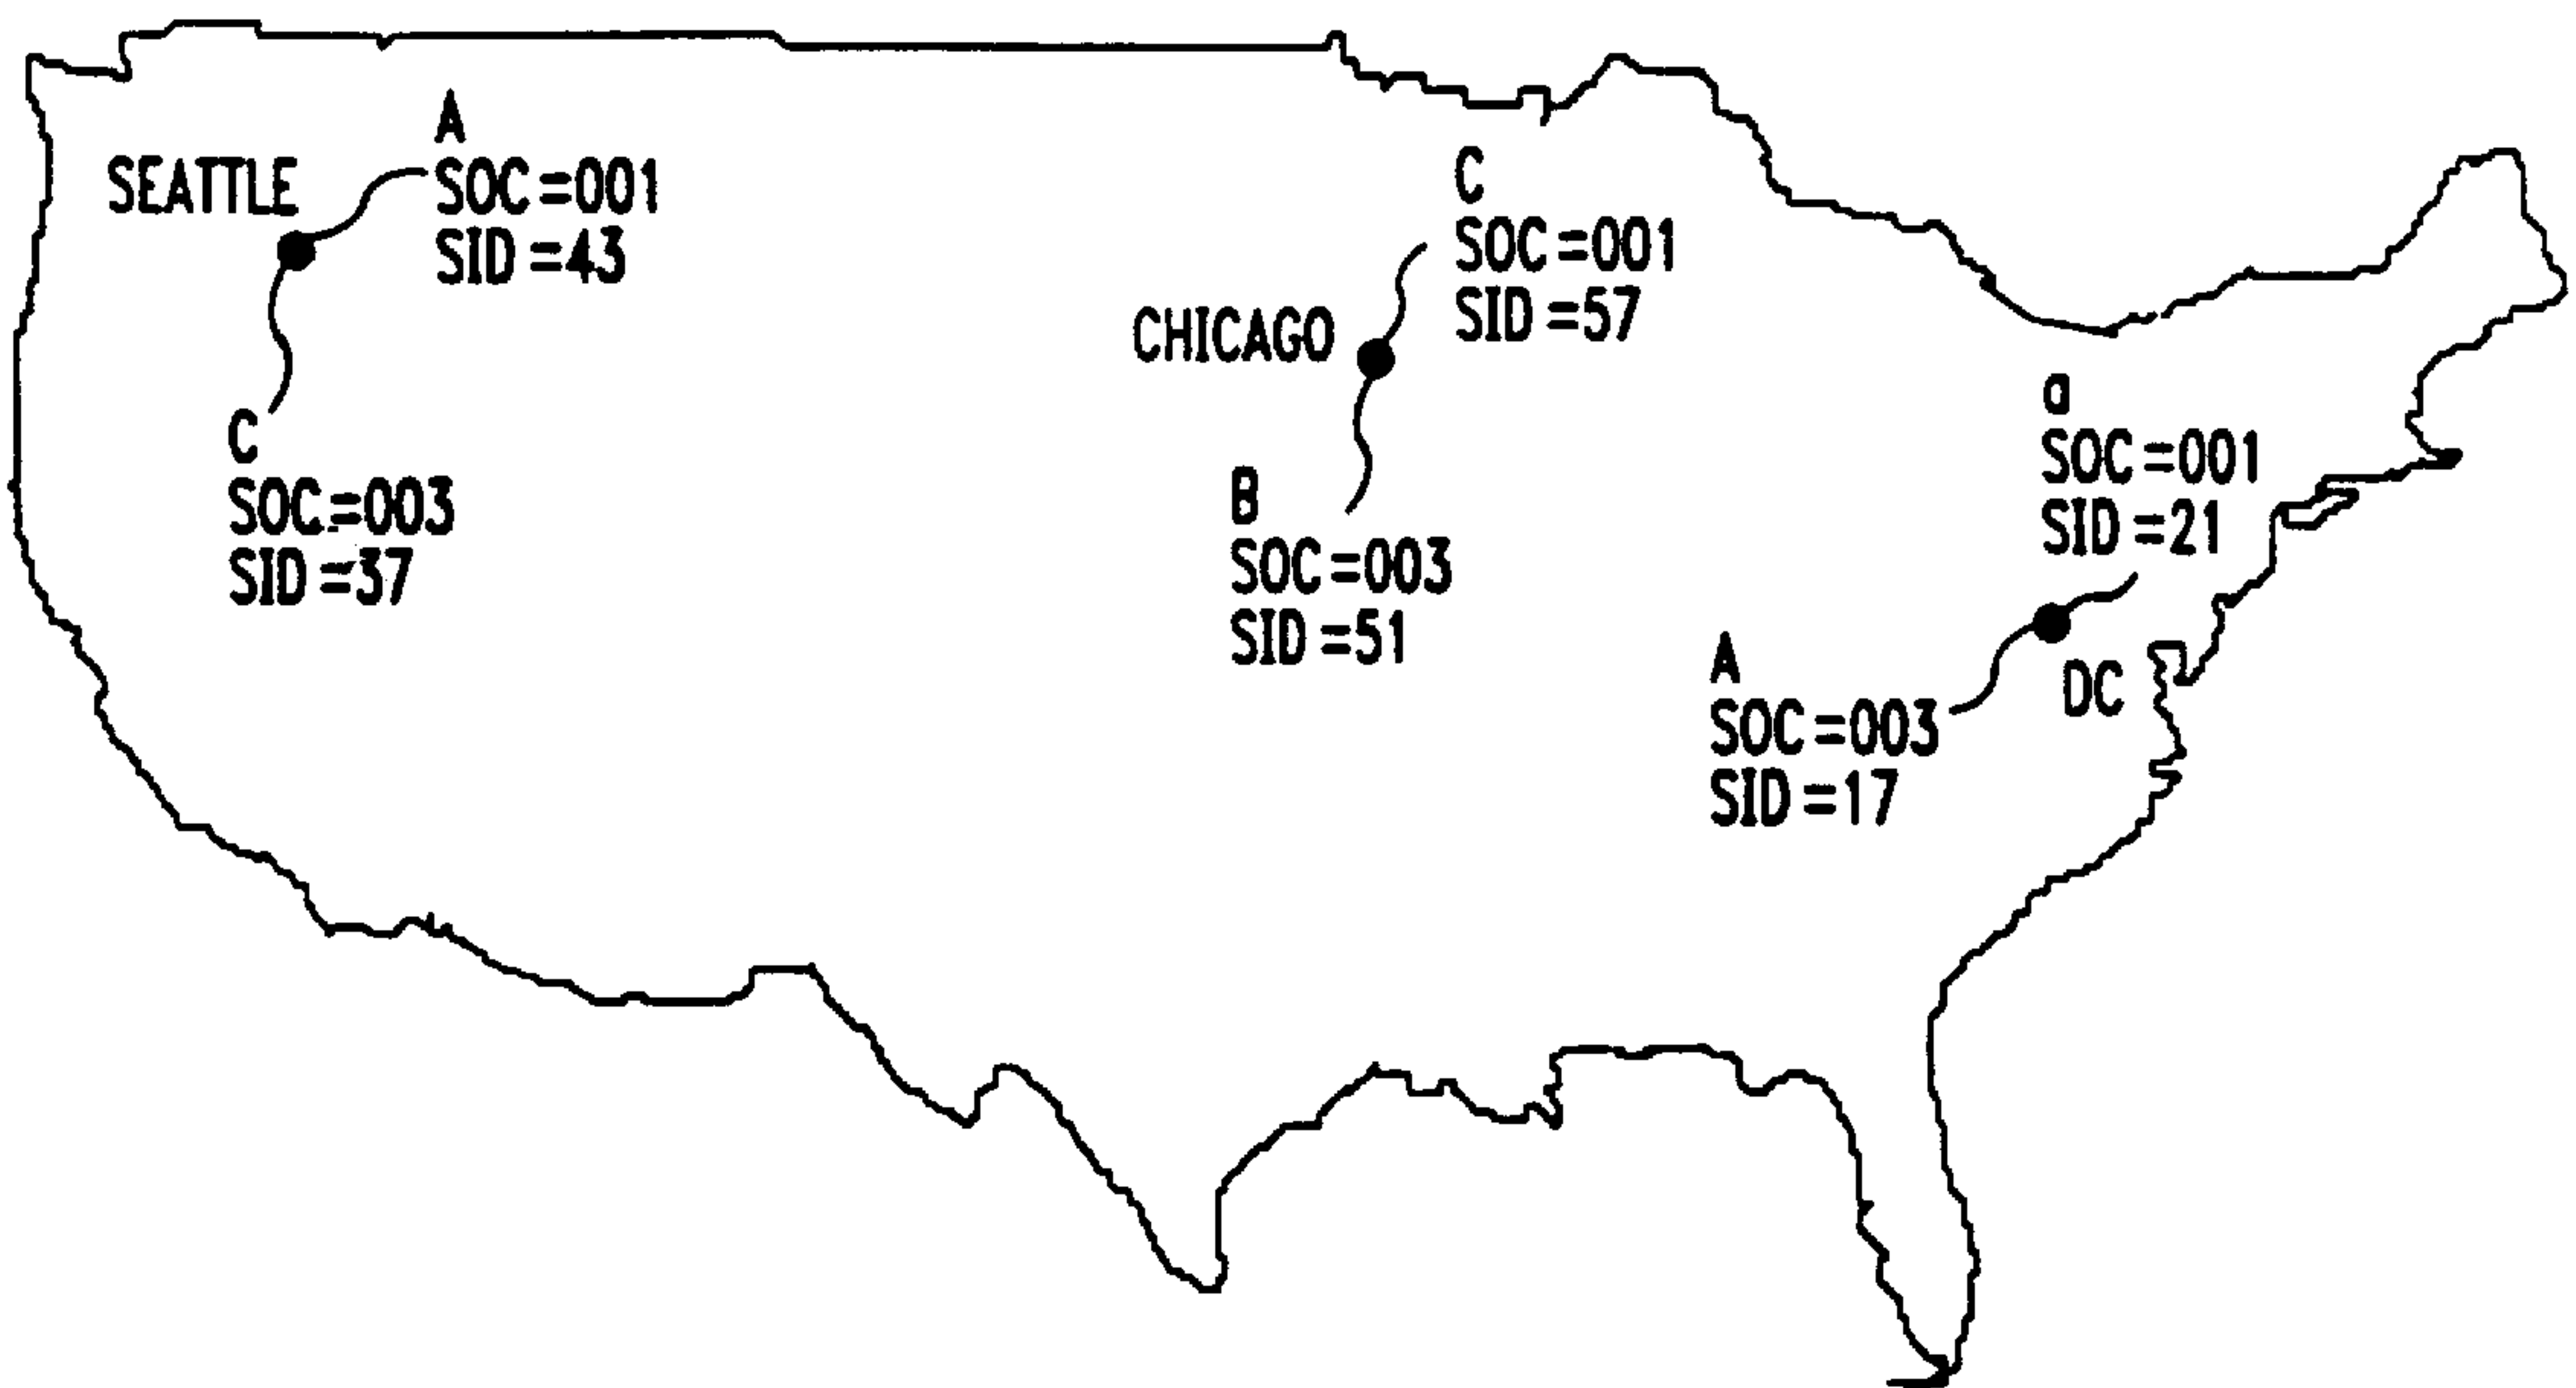 A
SEATTLE
SOC=001
SID=43
C
SOC=003
SID=37
C
SOC=001
SID=57
CHICAGO
B
SOC=003
SID=51
a
SOC=001
SID=21
A
SOC=003
SID=17
DC